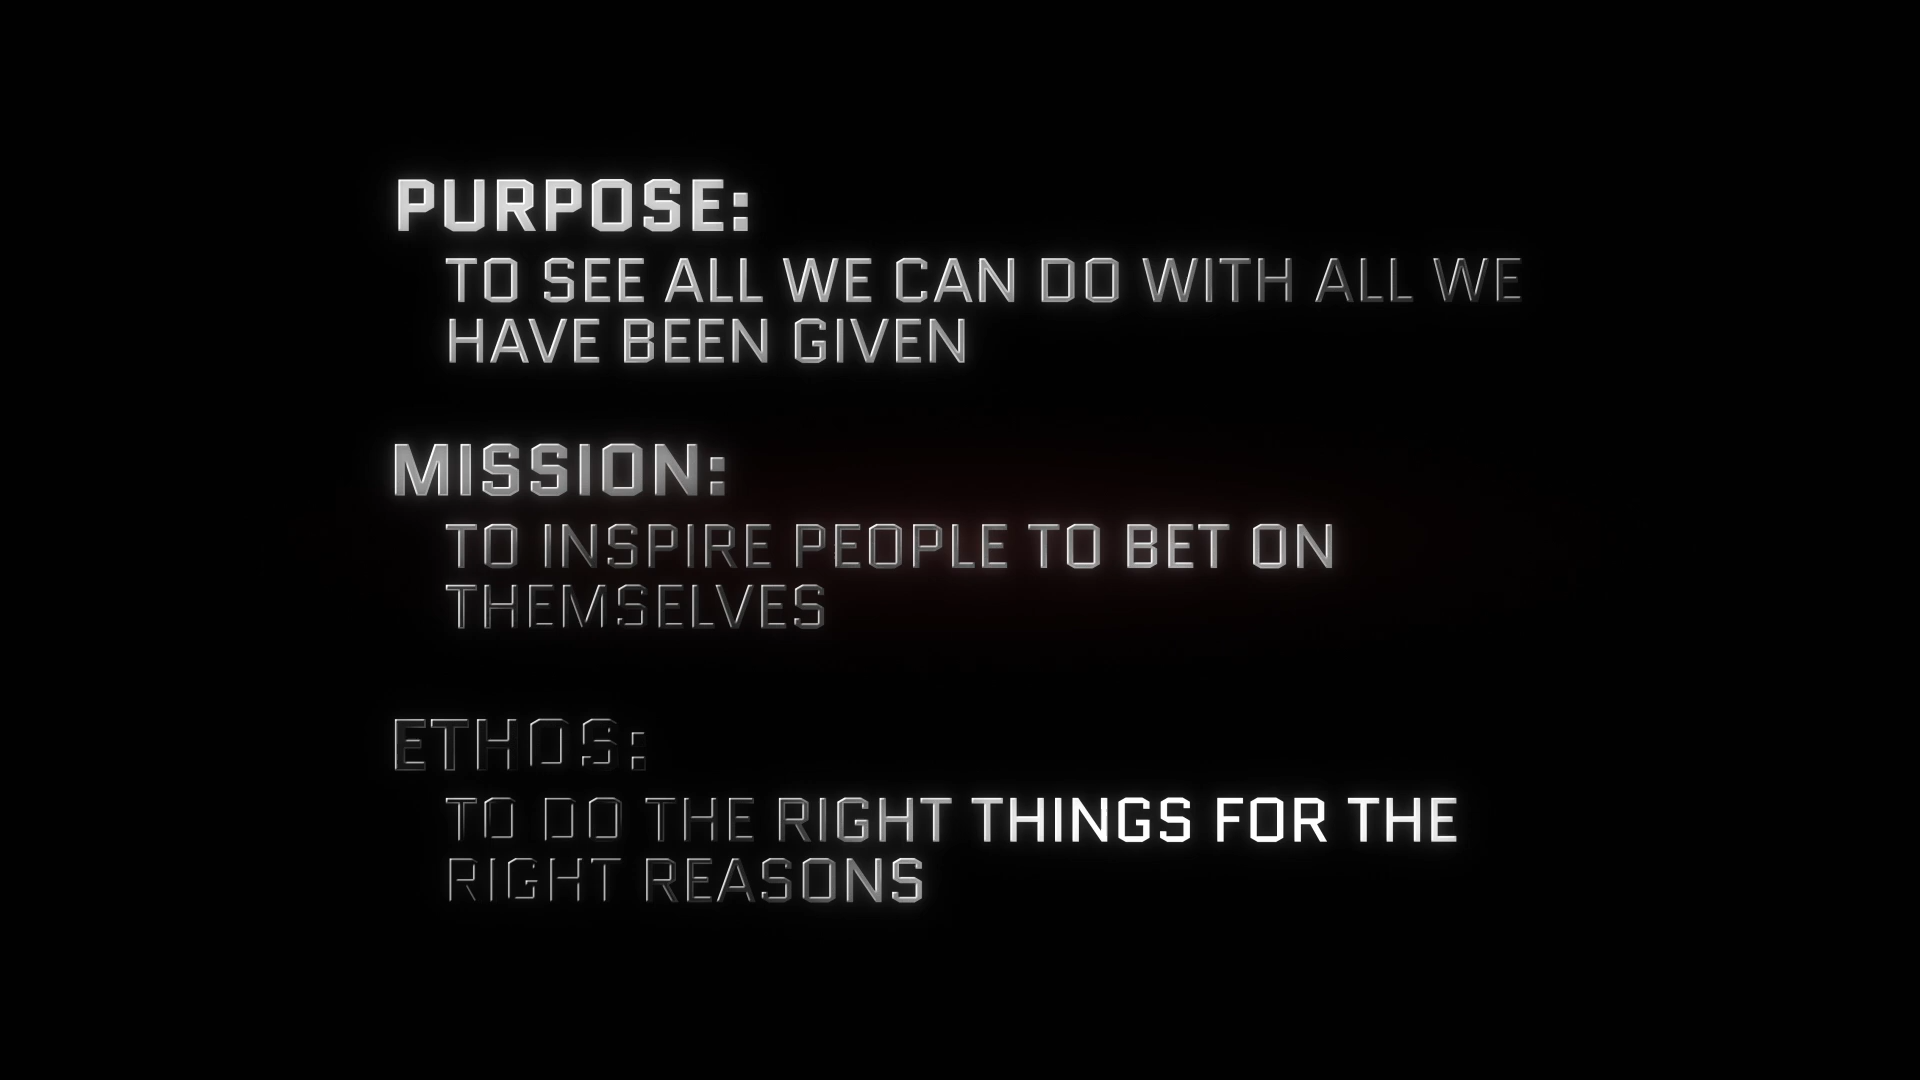 PURPOSE:
TO SEE ALL WE CAN DO WITH ALL WE
HAVE BEEN GIVEN
MISSION:
TO INSPIRE PEOPLE TO BET ON
THEMSELVES
ETHOS:
TO DO THE RIGHT THINGS FOR THE
RIGHT REASONS